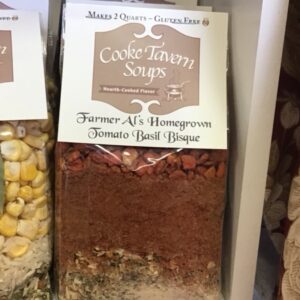 Makes 2 Quarts ~ Gluten Free
Cooke Tavern
Soups
Hearth-Cooked Flavor
Farmer Al's Homegrown
Tomato Basil Bisque